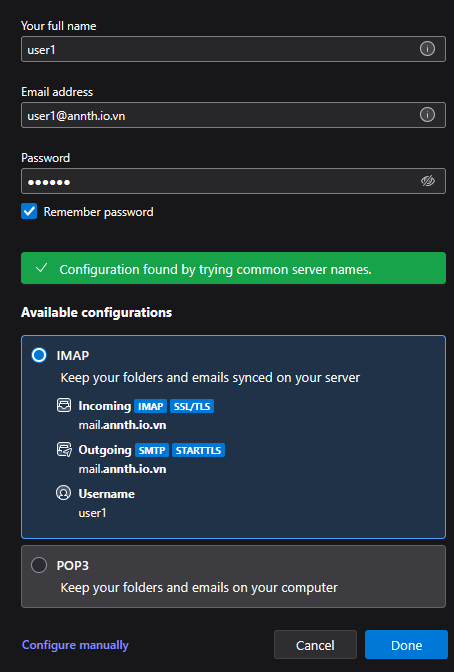 Your full name
user1
Email address
user1@annth.io.vn
Password
••••••
Remember password
Configuration found by trying common server names.
Available configurations
IMAP
Keep your folders and emails synced on your server
Incoming IMAP SSL/TLS
mail.annth.io.vn
Outgoing SMTP STARTTLS
mail.annth.io.vn
Username
user1
POP3
Keep your folders and emails on your computer
Configure manually Cancel Done